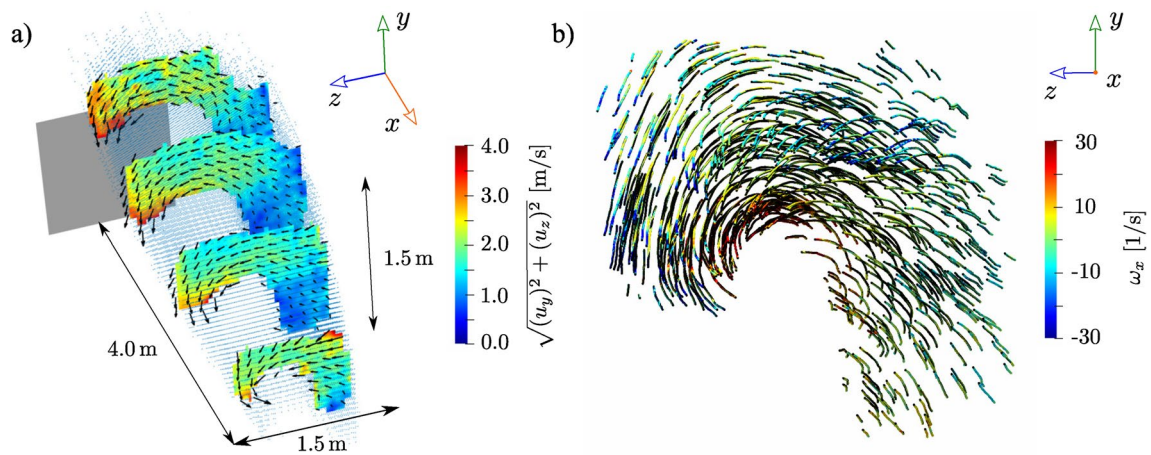 a)
y
z
x
4.0
3.0
2.0
1.0
0.0
√(u_y)² + (u_z)² [m/s]
1.5 m
4.0 m
1.5 m
b)
y
z
x
30
10
-10
-30
ω_x [1/s]